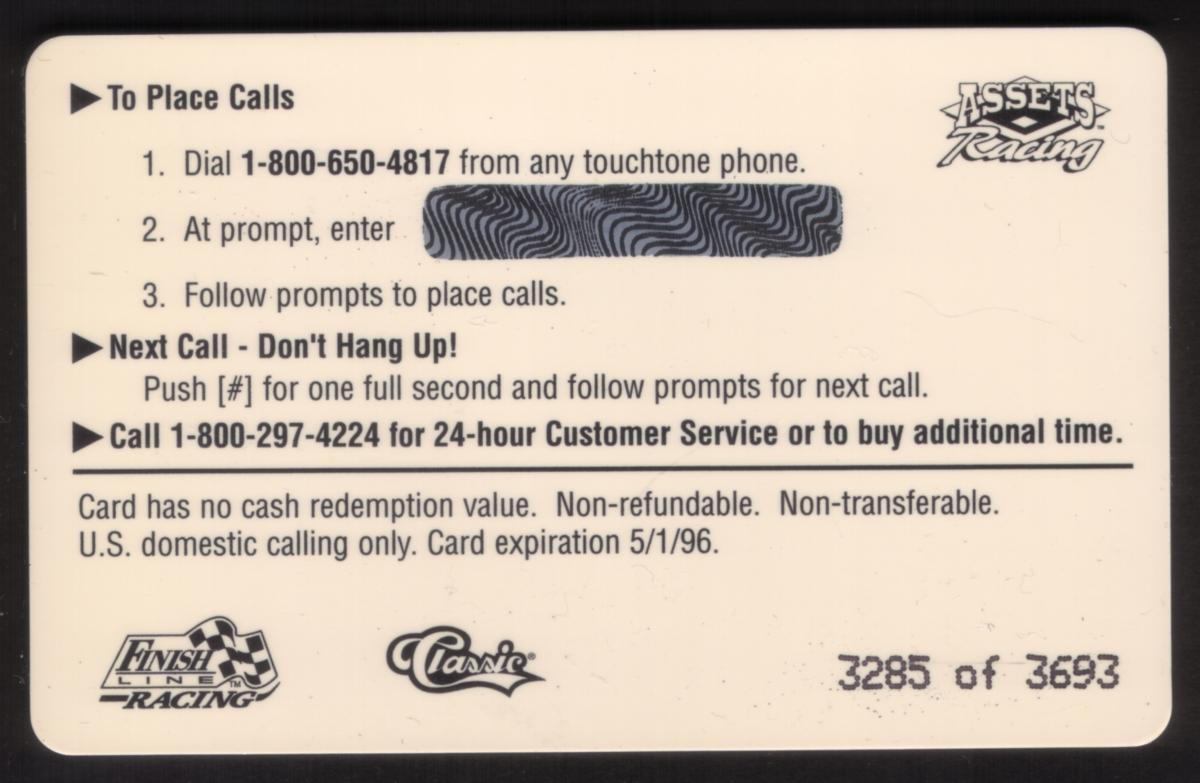 ▶ To Place Calls
ASSETS
Racing
1. Dial 1-800-650-4817 from any touchtone phone.
2. At prompt, enter
3. Follow prompts to place calls.
▶ Next Call - Don't Hang Up!
Push [#] for one full second and follow prompts for next call.
▶ Call 1-800-297-4224 for 24-hour Customer Service or to buy additional time.
Card has no cash redemption value. Non-refundable. Non-transferable.
U.S. domestic calling only. Card expiration 5/1/96.
FINISH
LINE™
RACING
Classic®
3285 of 3693